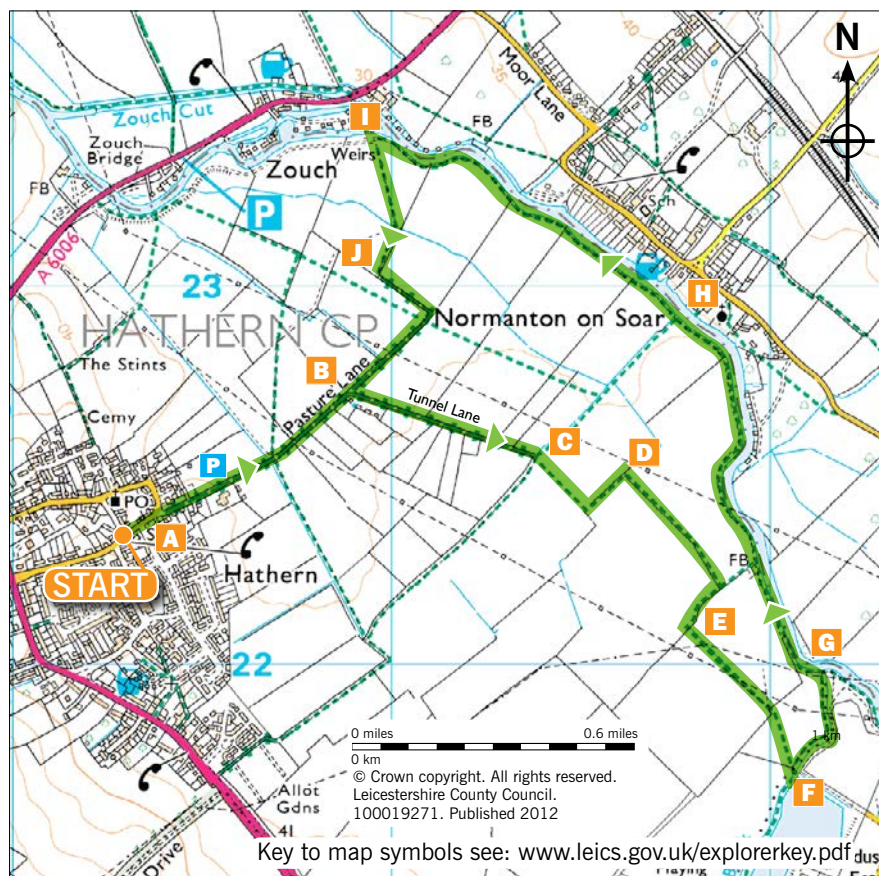 N
30
35
40
4
Moor Lane
Zouch Cut
I
FB
Zouch
Bridge
Weirs
Zouch
FB
P
Sch
A 6006
J
23
H
HATHERN CP
Normanton on Soar
40
The Stints
B
Pasture Lane
Tunnel Lane
Cemy
C
D
P
PO
A
S
START
Hathern
FB
E
G
22
0 miles
0.6 miles
0 km
1 km
© Crown copyright. All rights reserved.
Leicestershire County Council.
100019271. Published 2012
F
Allot
Gdns
41
Drive
Key to map symbols see: www.leics.gov.uk/explorerkey.pdf
Playing